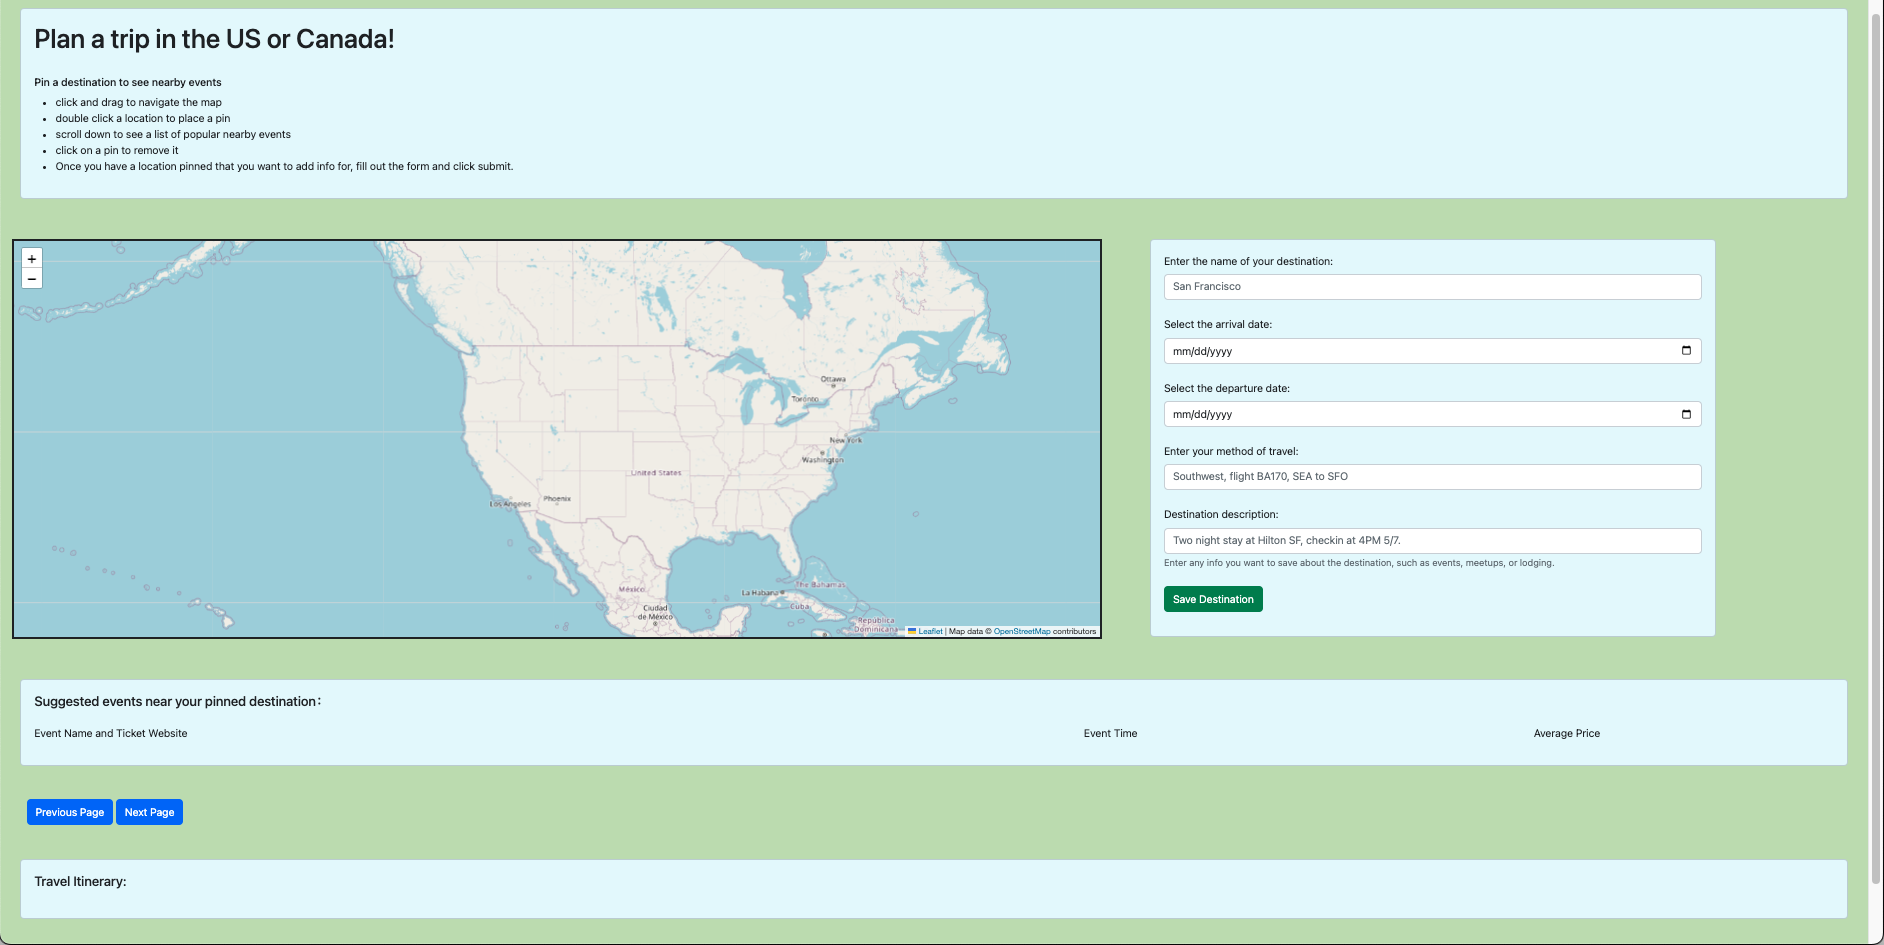 Plan a trip in the US or Canada!
Pin a destination to see nearby events
click and drag to navigate the map
double click a location to place a pin
scroll down to see a list of popular nearby events
click on a pin to remove it
Once you have a location pinned that you want to add info for, fill out the form and click submit.
+
−
Ottawa
Toronto
New York
Washington
United States
Los Angeles
Phoenix
México
Ciudad
de México
La Habana
The Bahamas
Cuba
República
Dominicana
Leaflet | Map data © OpenStreetMap contributors
Enter the name of your destination:
San Francisco
Select the arrival date:
mm/dd/yyyy
Select the departure date:
mm/dd/yyyy
Enter your method of travel:
Southwest, flight BA170, SEA to SFO
Destination description:
Two night stay at Hilton SF, checkin at 4PM 5/7.
Enter any info you want to save about the destination, such as events, meetups, or lodging.
Save Destination
Suggested events near your pinned destination:
Event Name and Ticket Website Event Time Average Price
Previous Page Next Page
Travel Itinerary: